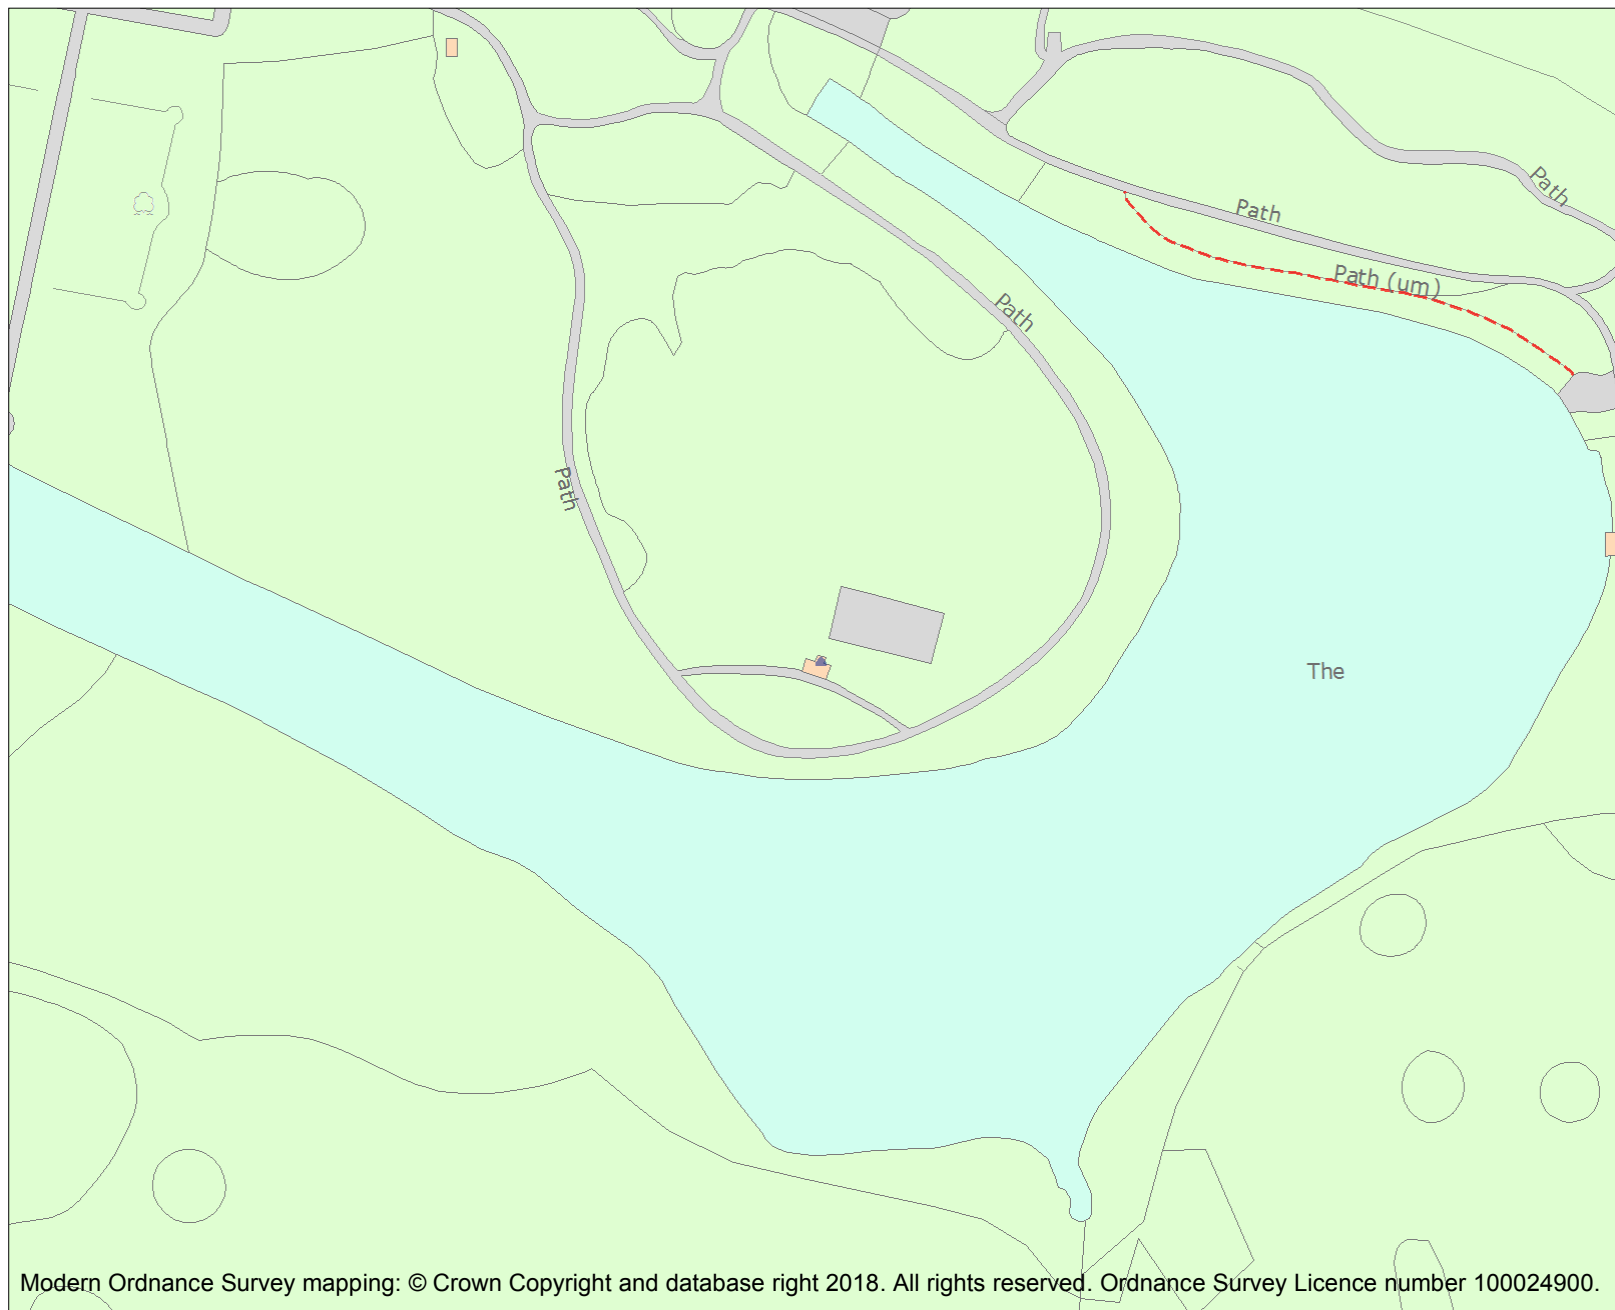 Path
Path
Path (um)
Path
Path
The
Modern Ordnance Survey mapping: © Crown Copyright and database right 2018. All rights reserved. Ordnance Survey Licence number 100024900.